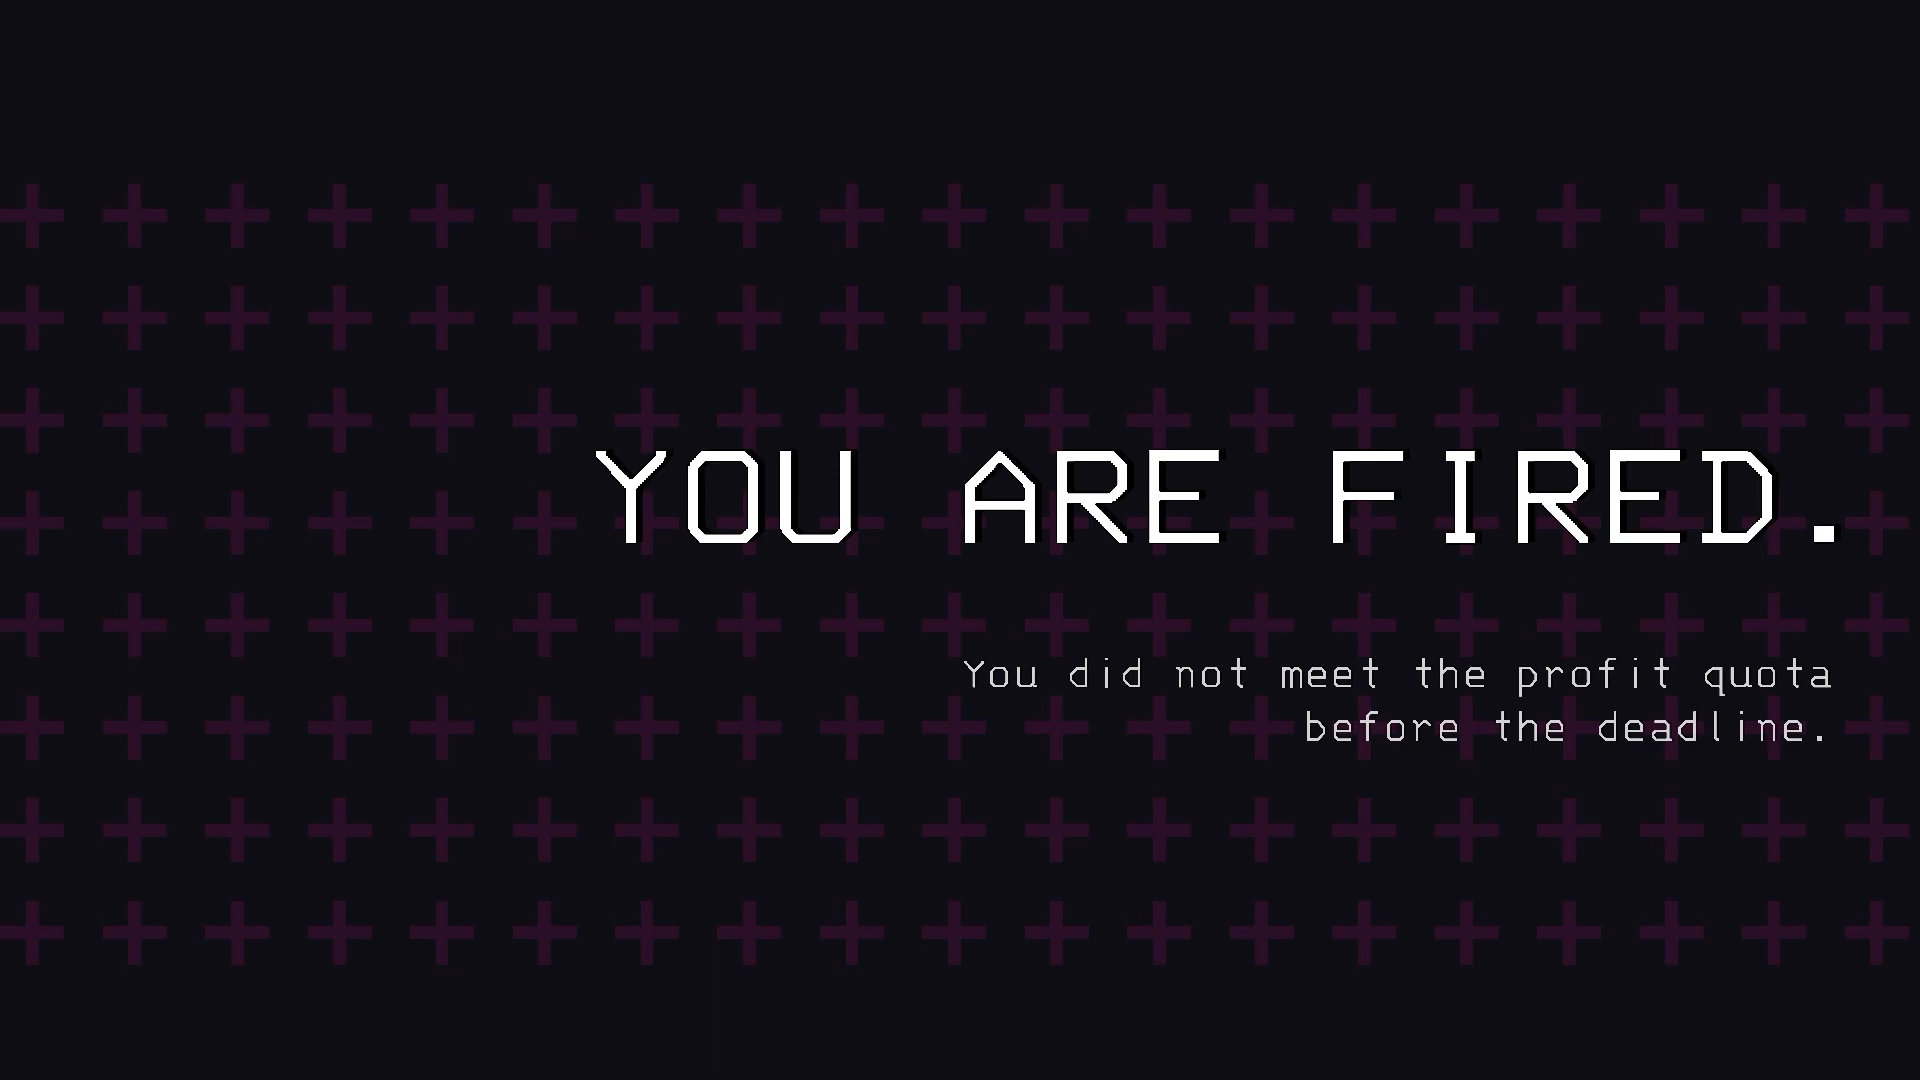 YOU ARE FIRED.
You did not meet the profit quota
before the deadline.